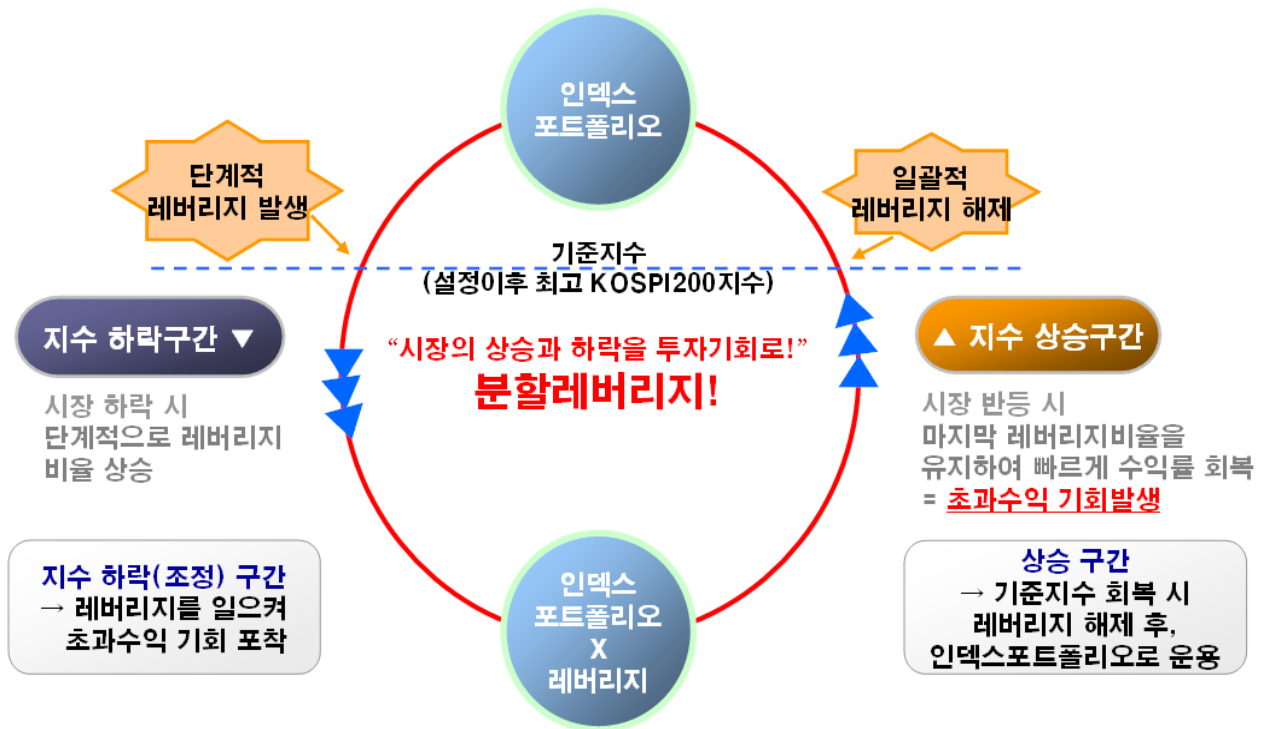 인덱스
포트폴리오
단계적
레버리지 발생
일괄적
레버리지 해제
기준지수
(설정이후 최고 KOSPI200지수)
지수 하락구간 ▼
“시장의 상승과 하락을 투자기회로!”
분할레버리지!
▲ 지수 상승구간
시장 하락 시
단계적으로 레버리지
비율 상승
시장 반등 시
마지막 레버리지비율을
유지하여 빠르게 수익률 회복
= 초과수익 기회발생
지수 하락(조정) 구간
→ 레버리지를 일으켜
초과수익 기회 포착
인덱스
포트폴리오
X
레버리지
상승 구간
→ 기준지수 회복 시
레버리지 해제 후,
인덱스포트폴리오로 운용